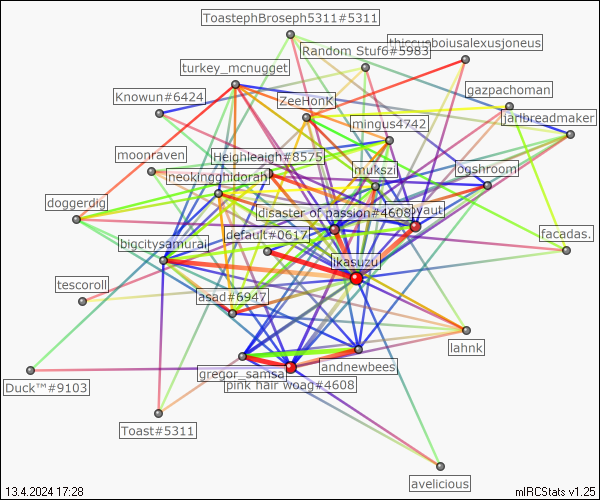 ToastephBroseph5311#5311
thiccusboiusalexusjoneus
Random Stuf6#5983
turkey_mcnugget
gazpachoman
Knowun#6424
ZeeHonK
jarlbreadmaker
mingus4742
moonraven
Heighleaigh#8575
mukszi
ogshroom
neokingghidorah
doggerdig
disaster of passion#4608
yaut
default#0617
facadas.
bigcitysamurai
ikasuzu
tescoroll
asad#6947
lahnk
andnewbees
gregor_samsa
Duck™#9103
pink hair woag#4608
Toast#5311
avelicious
13.4.2024 17:28
mIRCStats v1.25